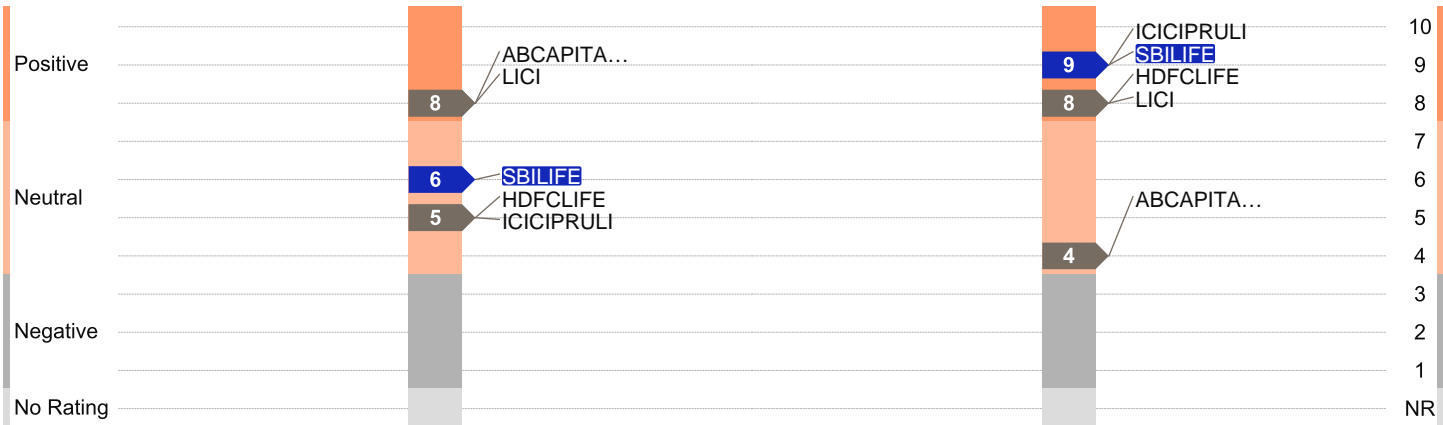 Positive
Neutral
Negative
No Rating
8
ABCAPITA...
LICI
6
SBILIFE
5
HDFCLIFE
ICICIPRULI
9
ICICIPRULI
SBILIFE
8
HDFCLIFE
LICI
4
ABCAPITA...
10
9
8
7
6
5
4
3
2
1
NR